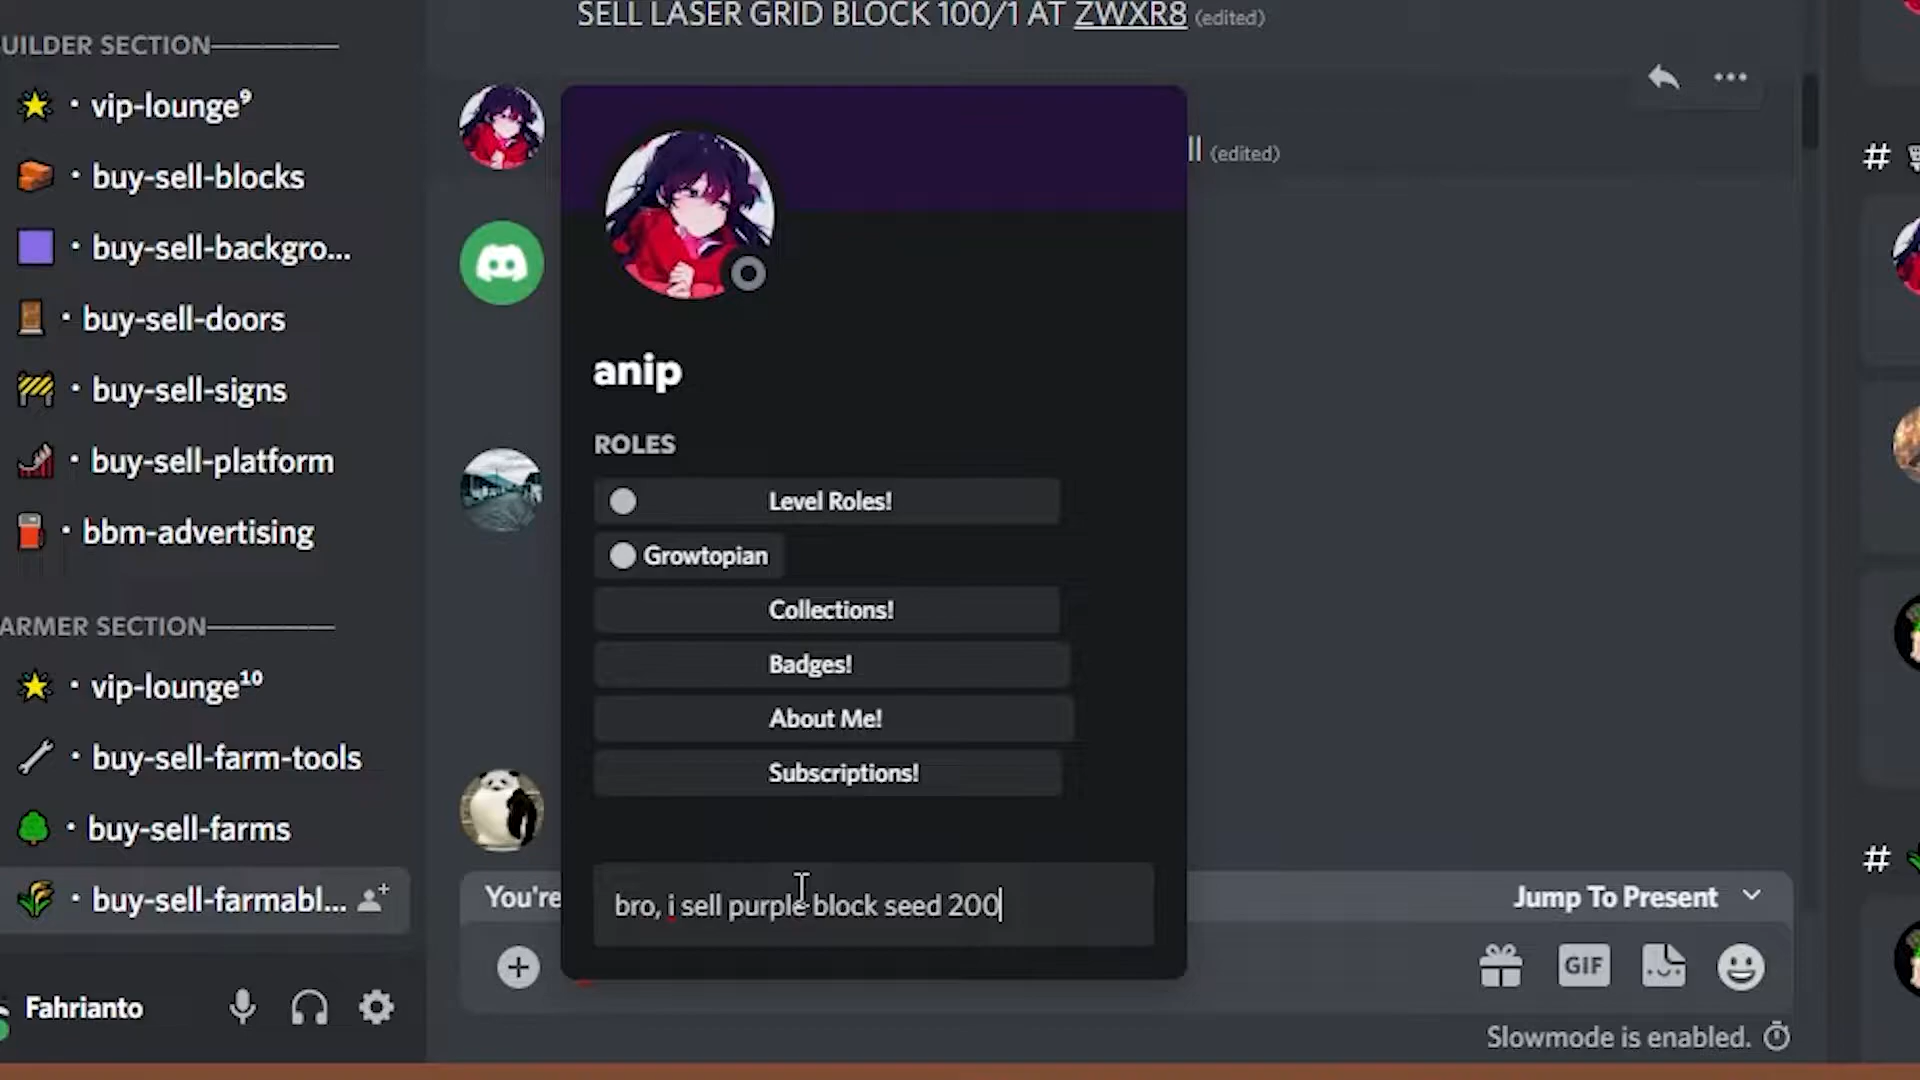 UILDER SECTION
vip-lounge⁹
buy-sell-blocks
buy-sell-backgro...
buy-sell-doors
buy-sell-signs
buy-sell-platform
bbm-advertising
ARMER SECTION
vip-lounge¹⁰
buy-sell-farm-tools
buy-sell-farms
buy-sell-farmabl...
Fahrianto
SELL LASER GRID BLOCK 100/1 AT ZWXR8 (edited)
ll (edited)
anip
ROLES
Level Roles!
Growtopian
Collections!
Badges!
About Me!
Subscriptions!
bro, i sell purple block seed 200
You're
Jump To Present
GIF
Slowmode is enabled.
#
#